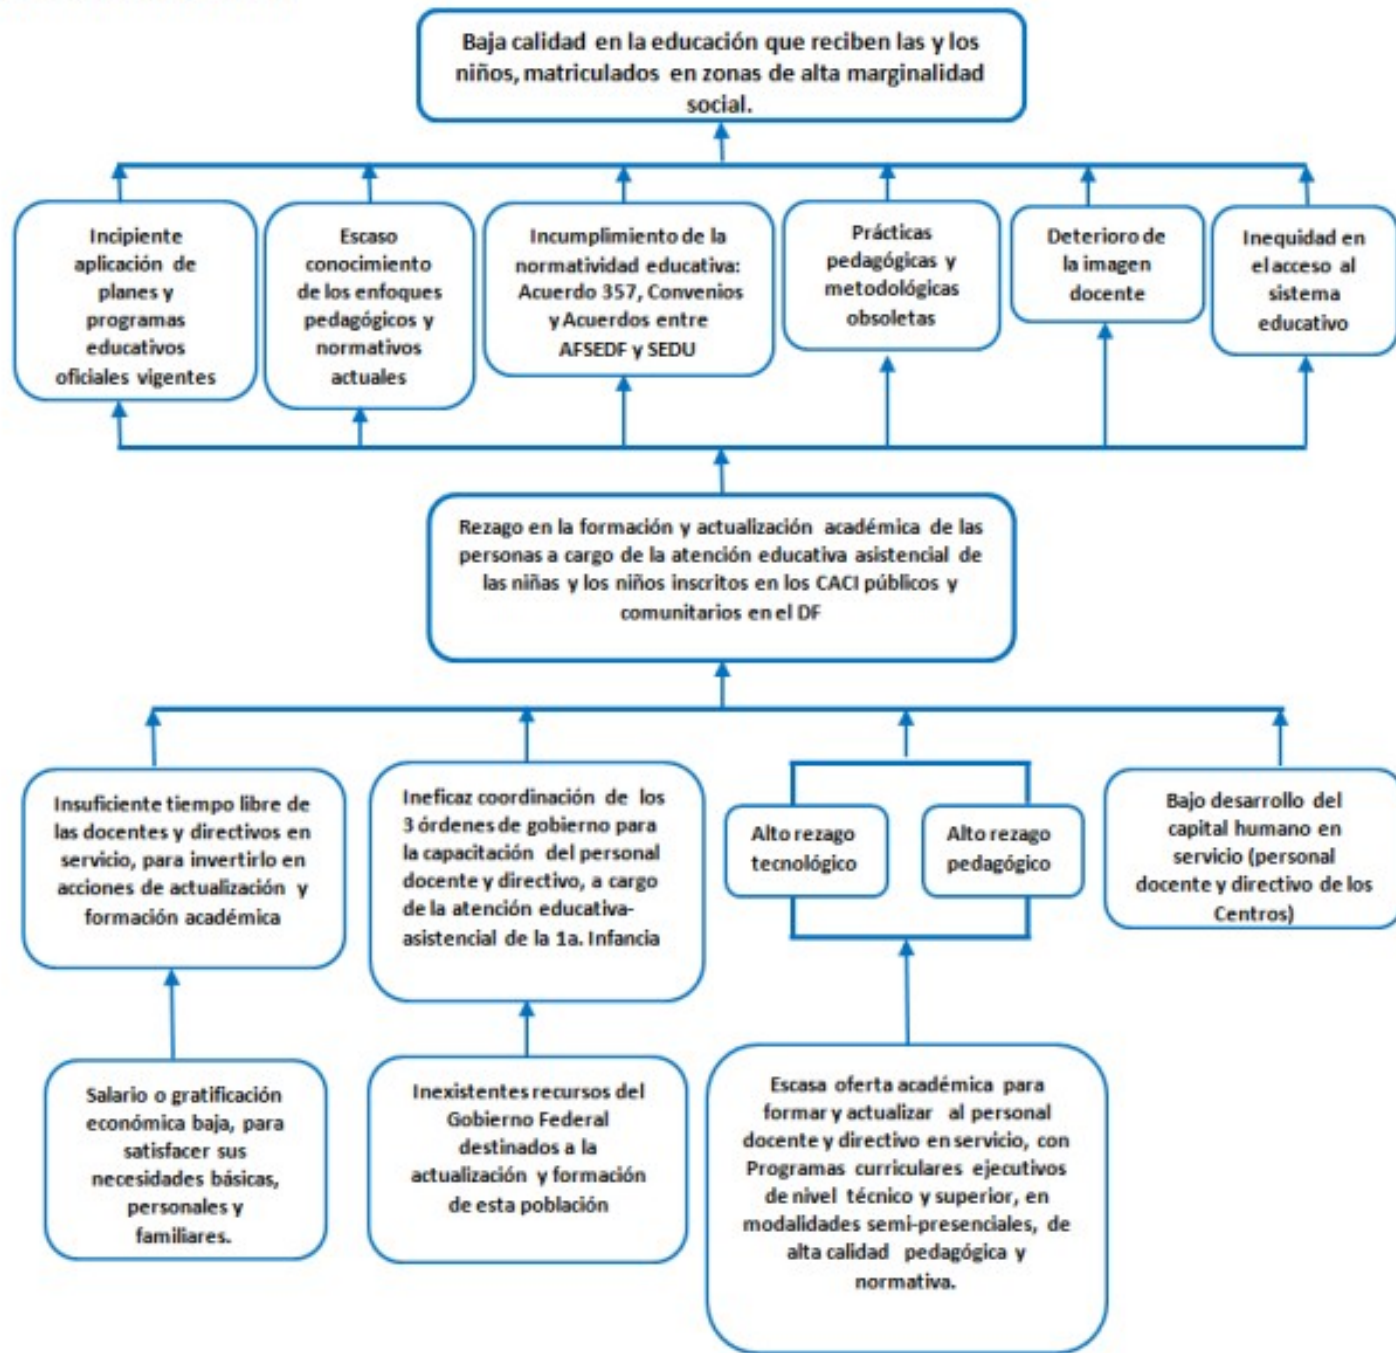 Baja calidad en la educación que reciben las y los
niños, matriculados en zonas de alta marginalidad
social.
Incipiente
aplicación de
planes y
programas
educativos
oficiales vigentes
Escaso
conocimiento
de los enfoques
pedagógicos y
normativos
actuales
Incumplimiento de la
normatividad educativa:
Acuerdo 357, Convenios
y Acuerdos entre
AFSEDF y SEDU
Prácticas
pedagógicas y
metodológicas
obsoletas
Deterioro de
la imagen
docente
Inequidad en
el acceso al
sistema
educativo
Rezago en la formación y actualización académica de las
personas a cargo de la atención educativa asistencial de
las niñas y los niños inscritos en los CACI públicos y
comunitarios en el DF
Insuficiente tiempo libre de
las docentes y directivos en
servicio, para invertirlo en
acciones de actualización y
formación académica
Ineficaz coordinación de los
3 órdenes de gobierno para
la capacitación del personal
docente y directivo, a cargo
de la atención educativa-
asistencial de la 1a. Infancia
Alto rezago
tecnológico
Alto rezago
pedagógico
Bajo desarrollo del
capital humano en
servicio (personal
docente y directivo de los
Centros)
Salario o gratificación
económica baja, para
satisfacer sus
necesidades básicas,
personales y
familiares.
Inexistentes recursos del
Gobierno Federal
destinados a la
actualización y formación
de esta población
Escasa oferta académica para
formar y actualizar al personal
docente y directivo en servicio, con
Programas curriculares ejecutivos
de nivel técnico y superior, en
modalidades semi-presenciales, de
alta calidad pedagógica y
normativa.